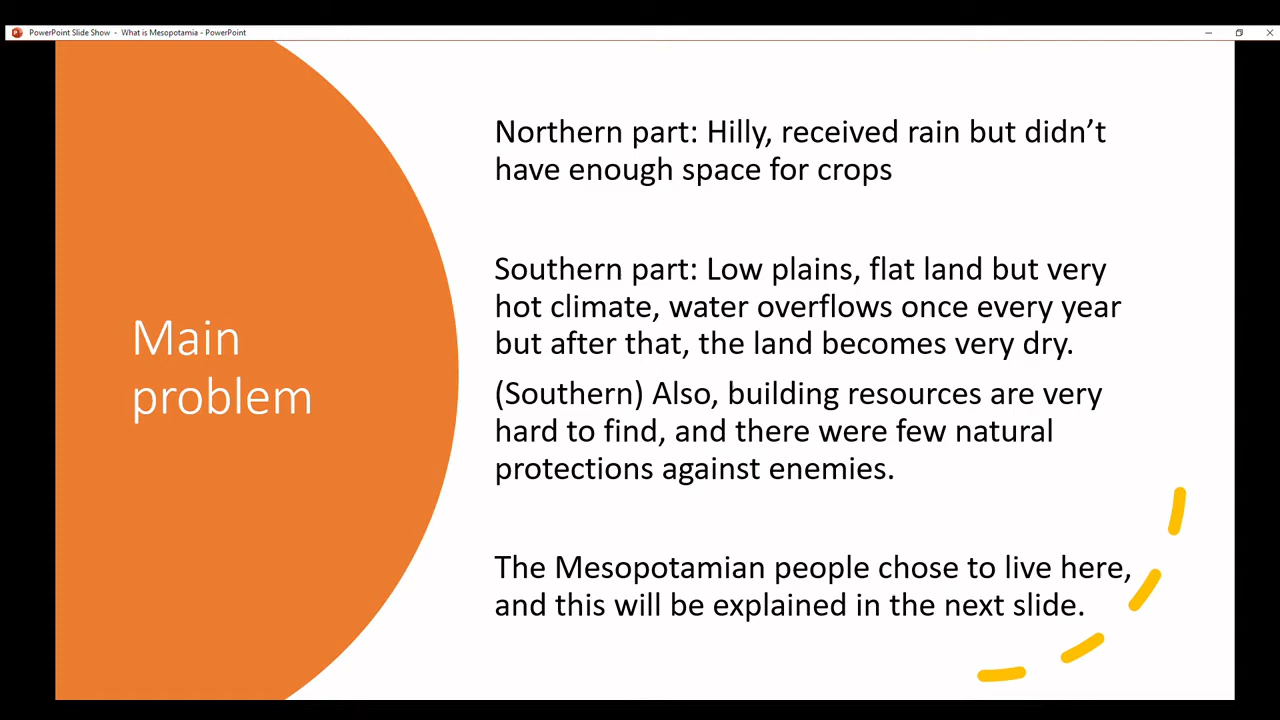 PowerPoint Slide Show - What is Mesopotamia - PowerPoint
Main
problem
Northern part: Hilly, received rain but didn’t
have enough space for crops
Southern part: Low plains, flat land but very
hot climate, water overflows once every year
but after that, the land becomes very dry.
(Southern) Also, building resources are very
hard to find, and there were few natural
protections against enemies.
The Mesopotamian people chose to live here,
and this will be explained in the next slide.